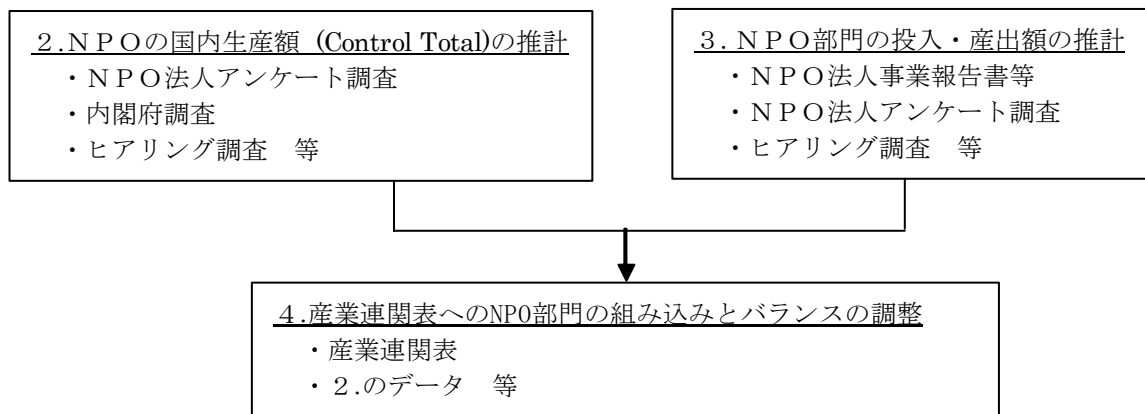 ２.ＮＰＯの国内生産額 (Control Total)の推計
・ＮＰＯ法人アンケート調査
・内閣府調査
・ヒアリング調査　等
３．ＮＰＯ部門の投入・産出額の推計
・ＮＰＯ法人事業報告書等
・ＮＰＯ法人アンケート調査
・ヒアリング調査　等
４.産業連関表へのNPO部門の組み込みとバランスの調整
・産業連関表
・２.のデータ　等